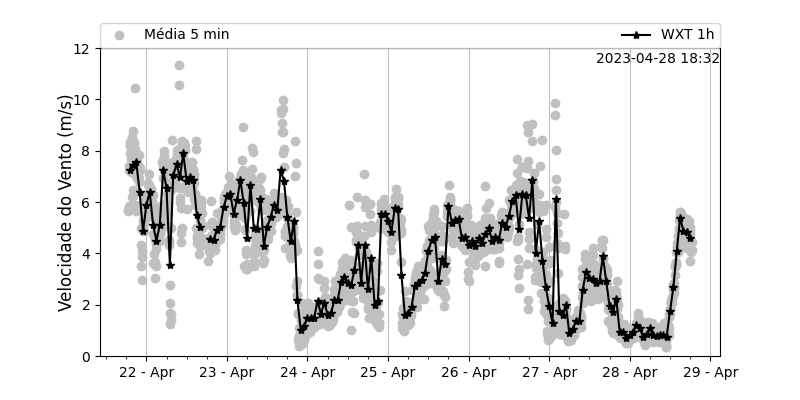 Média 5 min
WXT 1h
2023-04-28 18:32
Velocidade do Vento (m/s)
12
10
8
6
4
2
0
22 - Apr
23 - Apr
24 - Apr
25 - Apr
26 - Apr
27 - Apr
28 - Apr
29 - Apr